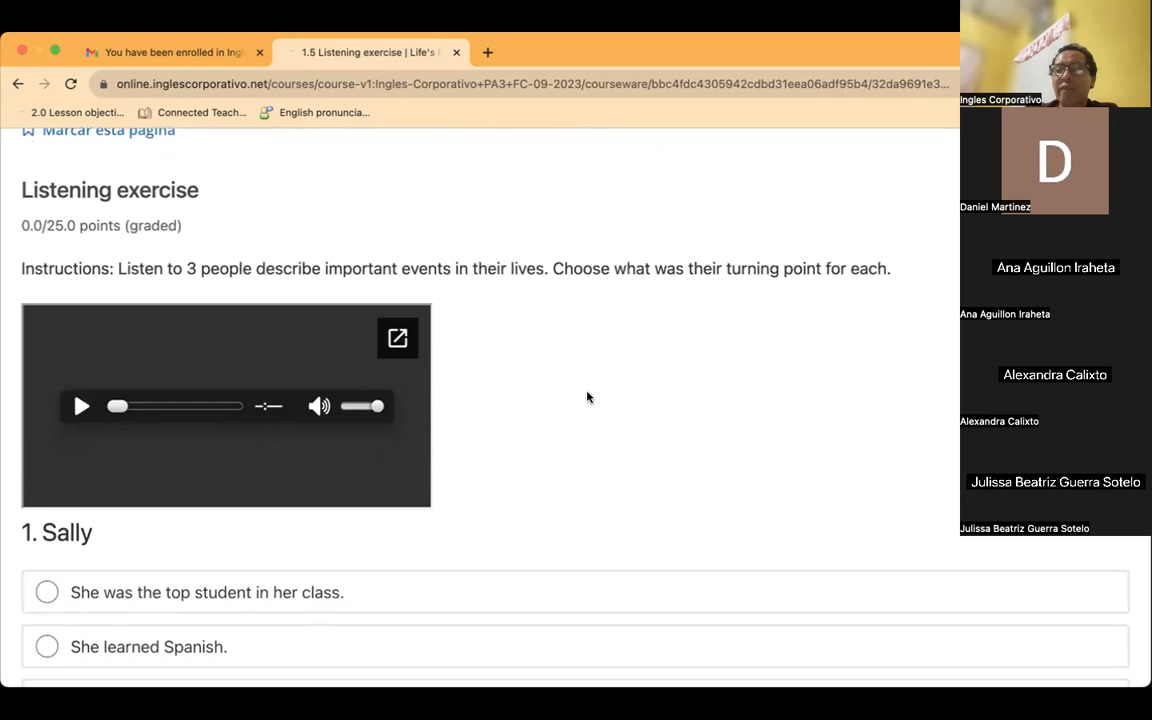 You have been enrolled in Ing
1.5 Listening exercise | Life's
online.inglescorporativo.net/courses/course-v1:Ingles-Corporativo+PA3+FC-09-2023/courseware/bbc4fdc4305942cdbd31eea06adf95b4/32da9691e3...
2.0 Lesson objecti...
Connected Teach...
English pronuncia...
Marcar esta página
Listening exercise
0.0/25.0 points (graded)
Instructions: Listen to 3 people describe important events in their lives. Choose what was their turning point for each.
1. Sally
She was the top student in her class.
She learned Spanish.
Ingles Corporativo
D
Daniel Martinez
Ana Aguillon Iraheta
Ana Aguillon Iraheta
Alexandra Calixto
Alexandra Calixto
Julissa Beatriz Guerra Sotelo
Julissa Beatriz Guerra Sotelo